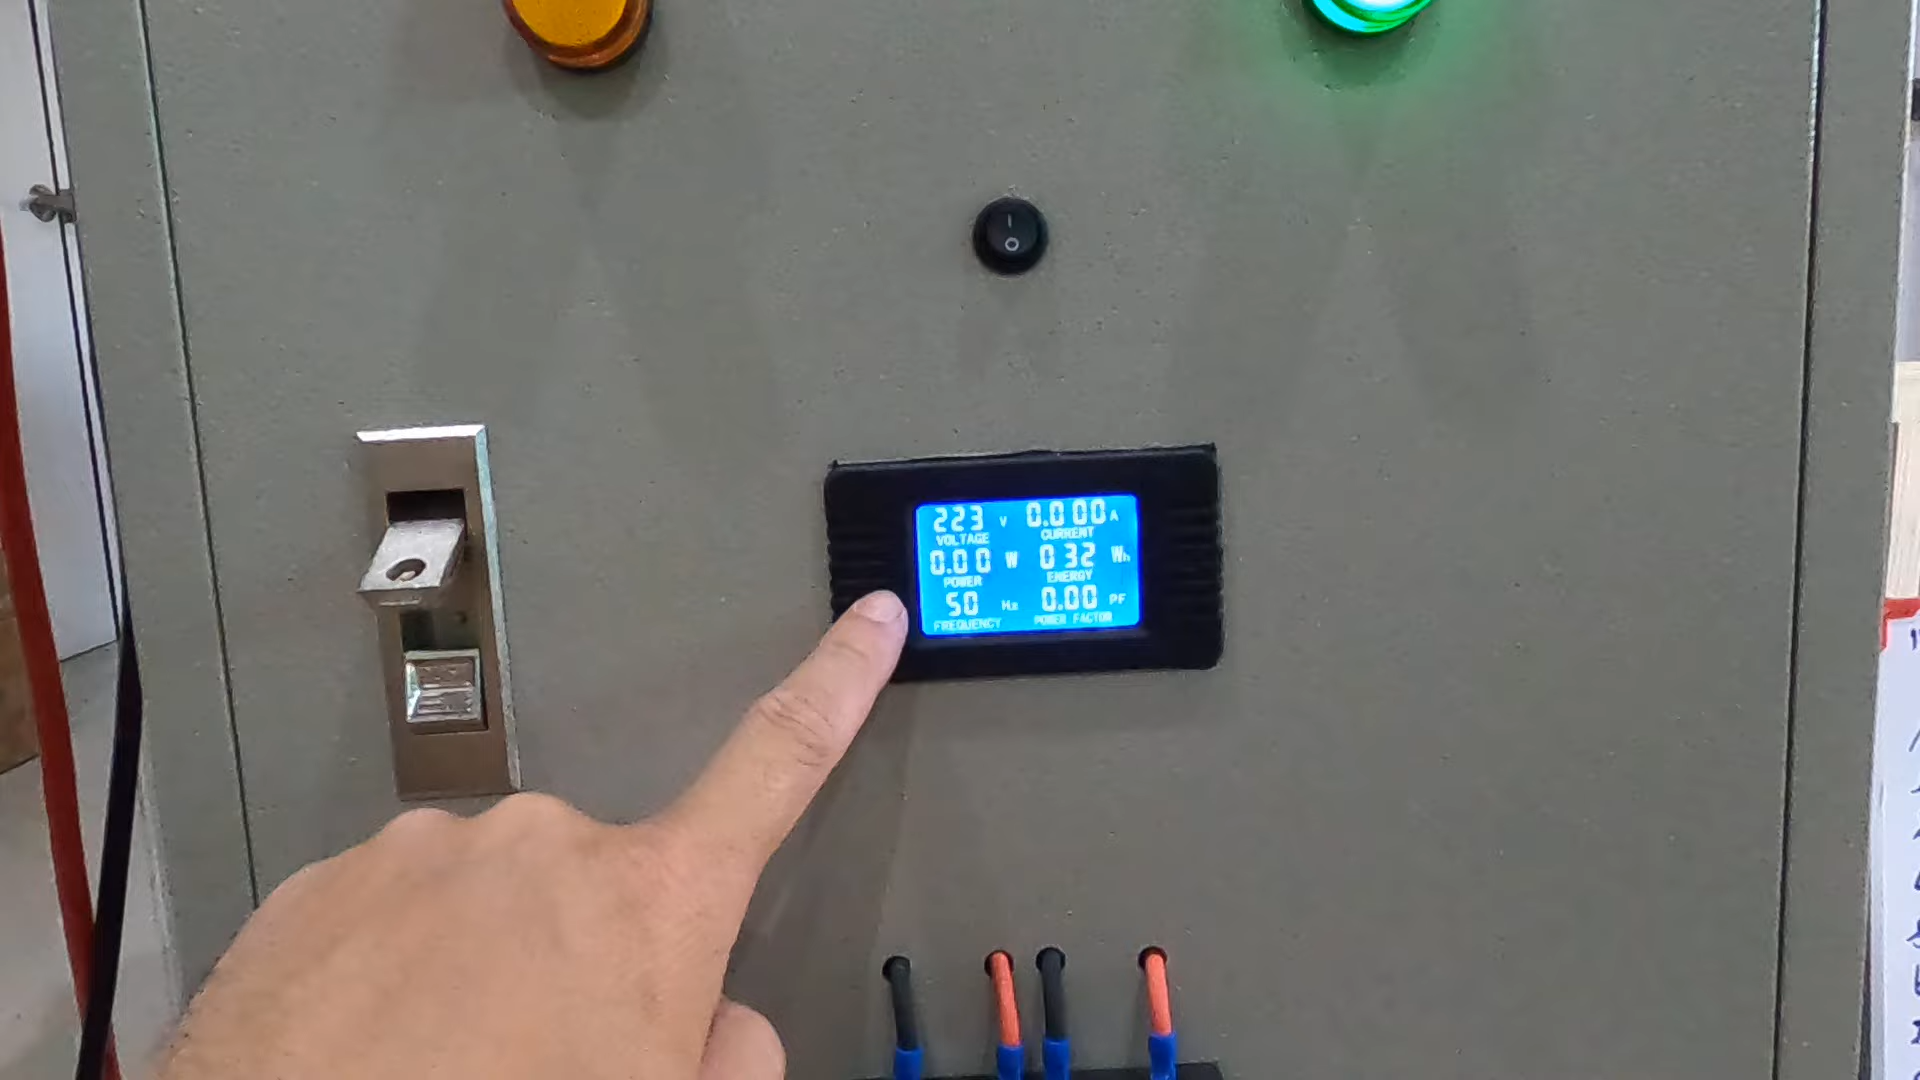 I
O
223 V 0.000 A
VOLTAGE CURRENT
0.00 W 032 Wh
POWER ENERGY
50 Hz 0.00 PF
FREQUENCY POWER FACTOR